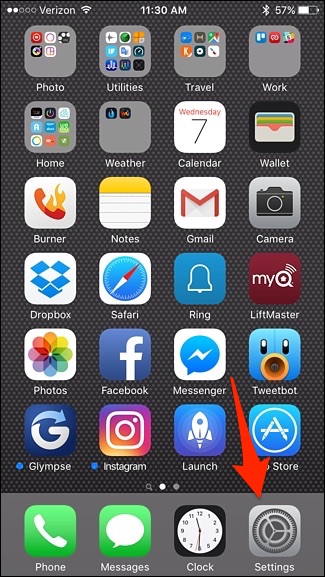 ●●○○○ Verizon 11:30 AM 57%
Photo Utilities Travel Work
Home Weather Calendar Wallet
Wednesday
7
Burner Notes Gmail Camera
myQ
Dropbox Safari Ring LiftMaster
Photos Facebook Messenger Tweetbot
Glympse Instagram Launch Store
Phone Messages Clock Settings